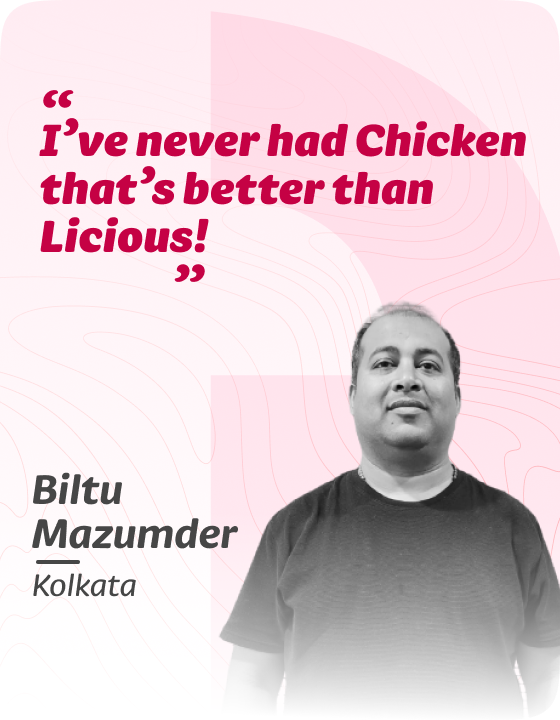 “
I’ve never had Chicken
that’s better than
Licious!
”
Biltu
Mazumder
Kolkata